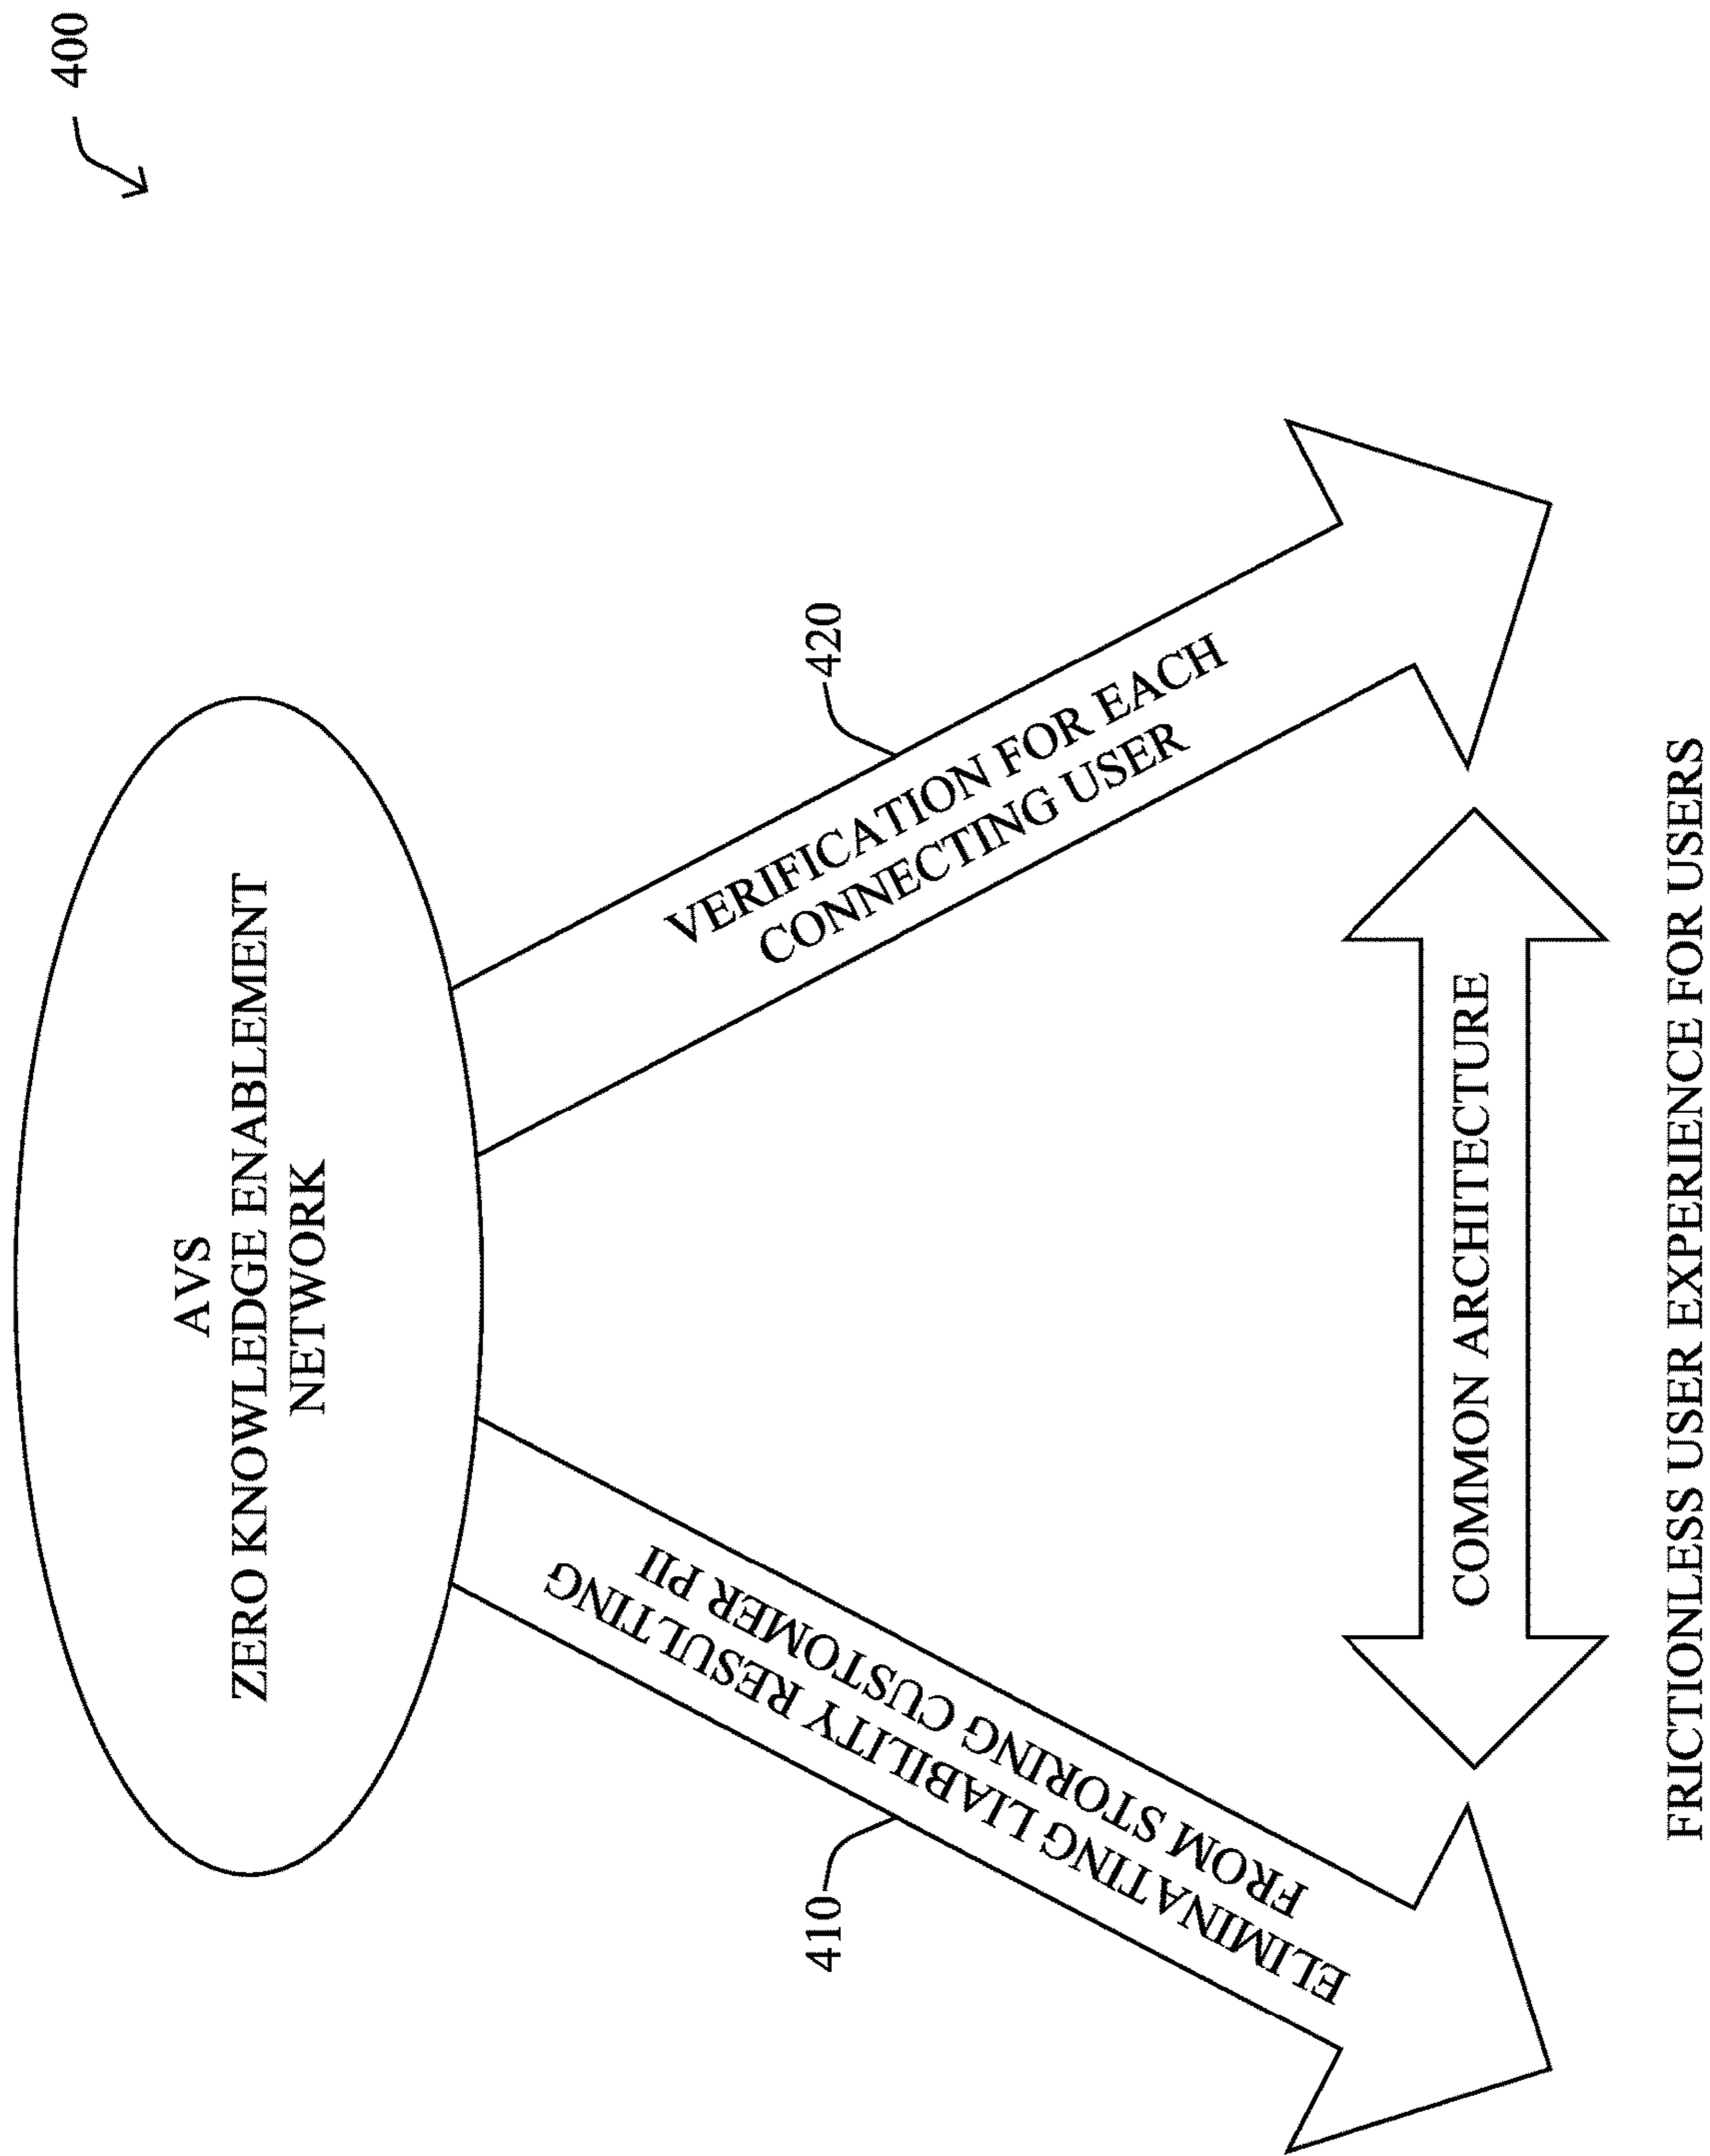 400
AVS
ZERO KNOWLEDGE ENABLEMENT
NETWORK
410
ELIMINATING LIABILITY RESULTING
FROM STORING CUSTOMER PII
420
VERIFICATION FOR EACH
CONNECTING USER
COMMON ARCHITECTURE
FRICTIONLESS USER EXPERIENCE FOR USERS